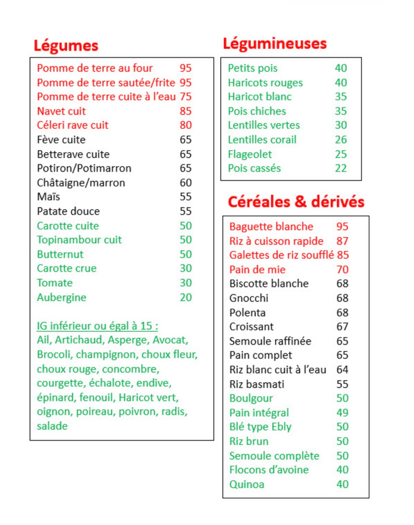 Légumes
Pomme de terre au four 95
Pomme de terre sautée/frite 95
Pomme de terre cuite à l'eau 75
Navet cuit 85
Céleri rave cuit 80
Fève cuite 65
Betterave cuite 65
Potiron/Potimarron 65
Châtaigne/marron 60
Maïs 55
Patate douce 55
Carotte cuite 50
Topinambour cuit 50
Butternut 50
Carotte crue 30
Tomate 30
Aubergine 20
IG inférieur ou égal à 15 :
Ail, Artichaud, Asperge, Avocat,
Brocoli, champignon, choux fleur,
choux rouge, concombre,
courgette, échalote, endive,
épinard, fenouil, Haricot vert,
oignon, poireau, poivron, radis,
salade
Légumineuses
Petits pois 40
Haricots rouges 40
Haricot blanc 35
Pois chiches 35
Lentilles vertes 30
Lentilles corail 26
Flageolet 25
Pois cassés 22
Céréales & dérivés
Baguette blanche 95
Riz à cuisson rapide 87
Galettes de riz soufflé 85
Pain de mie 70
Biscotte blanche 68
Gnocchi 68
Polenta 68
Croissant 67
Semoule raffinée 65
Pain complet 65
Riz blanc cuit à l'eau 64
Riz basmati 55
Boulgour 50
Pain intégral 49
Blé type Ebly 50
Riz brun 50
Semoule complète 50
Flocons d'avoine 40
Quinoa 40